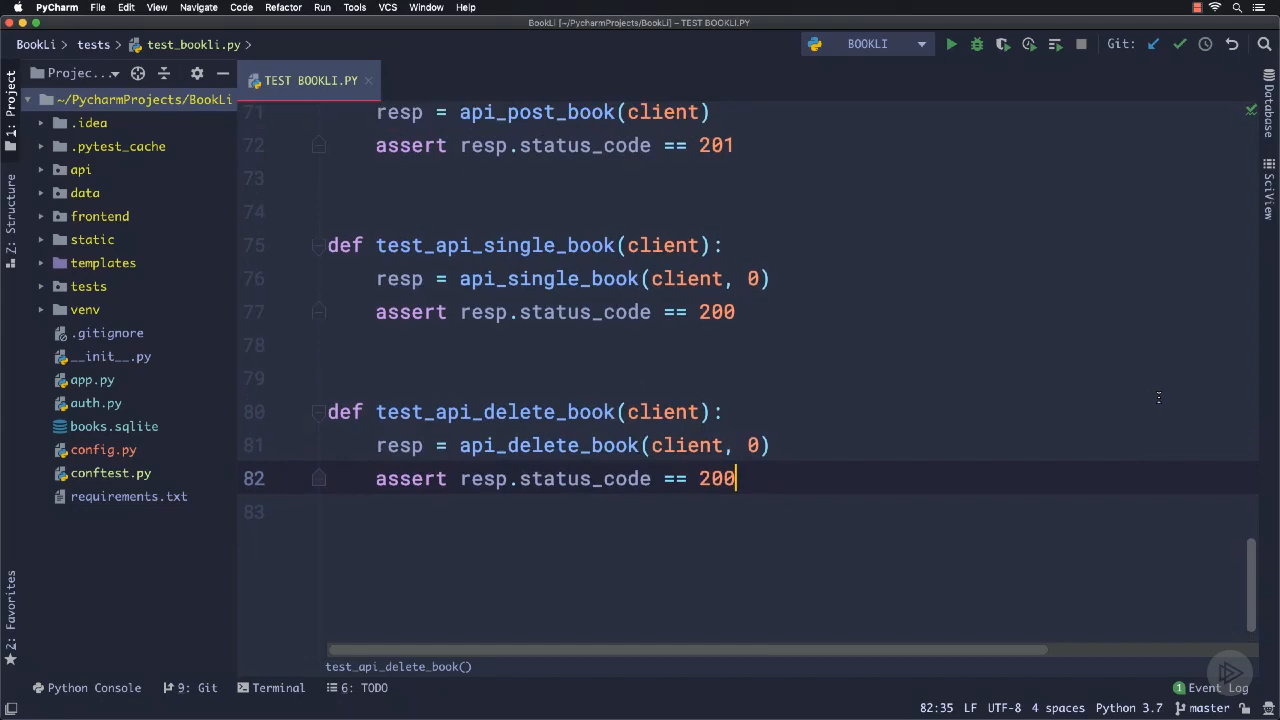 PyCharm File Edit View Navigate Code Refactor Run Tools VCS Window Help
BookLi [~/PycharmProjects/BookLi] – TEST BOOKLI.PY
BookLi tests test_bookli.py BOOKLI Git:
Projec... TEST BOOKLI.PY
1: Project
Z: Structure
2: Favorites
~/PycharmProjects/BookLi
.idea
.pytest_cache
api
data
frontend
static
templates
tests
venv
.gitignore
__init__.py
app.py
auth.py
books.sqlite
config.py
conftest.py
requirements.txt
71 resp = api_post_book(client)
72 assert resp.status_code == 201
73
74
75 def test_api_single_book(client):
76 resp = api_single_book(client, 0)
77 assert resp.status_code == 200
78
79
80 def test_api_delete_book(client):
81 resp = api_delete_book(client, 0)
82 assert resp.status_code == 200
83
Database
SciView
test_api_delete_book()
Python Console 9: Git Terminal 6: TODO 1 Event Log
82:35 LF UTF-8 4 spaces Python 3.7 master